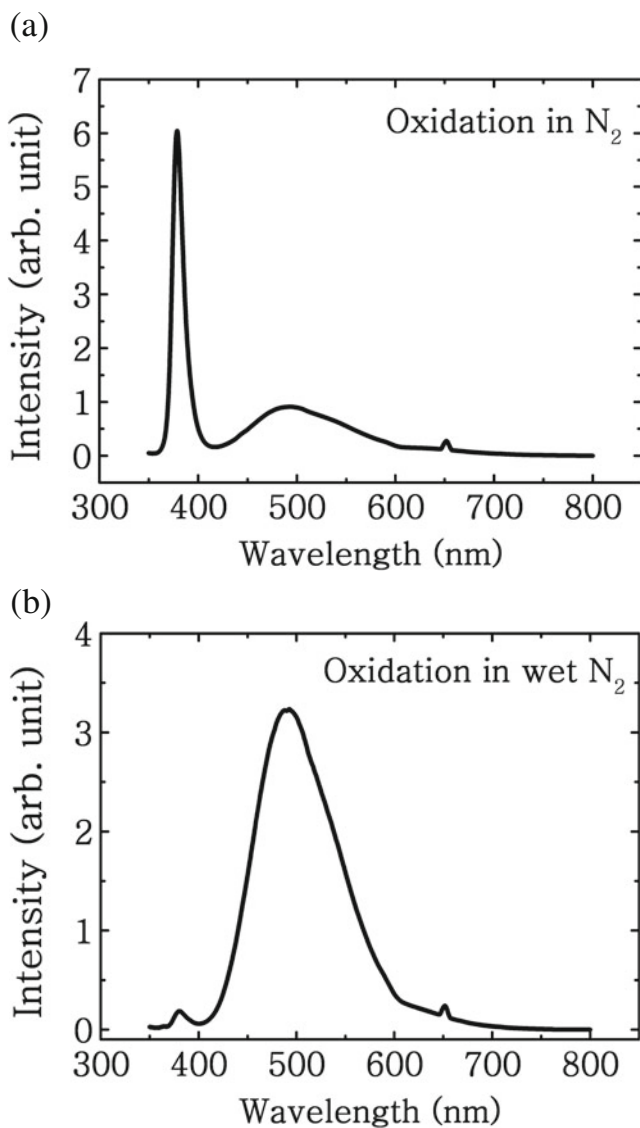 (a)
7
6
5
4
3
2
1
0
Oxidation in N₂
Intensity (arb. unit)
300 400 500 600 700 800
Wavelength (nm)
(b)
4
3
2
1
0
Oxidation in wet N₂
Intensity (arb. unit)
300 400 500 600 700 800
Wavelength (nm)